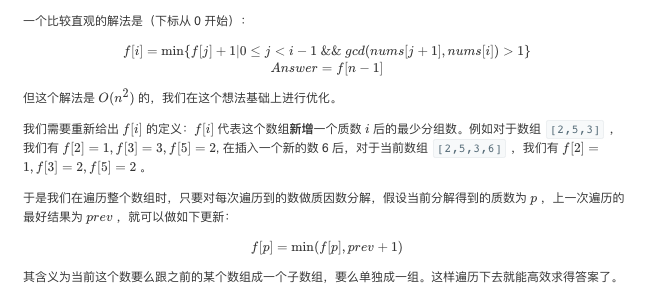 一个比较直观的解法是（下标从 0 开始）：
f[i] = min{f[j] + 1|0 ≤ j < i − 1 && gcd(nums[j + 1], nums[i]) > 1}
Answer = f[n − 1]
但这个解法是 O(n²) 的，我们在这个想法基础上进行优化。
我们需要重新给出 f[i] 的定义：f[i] 代表这个数组新增一个质数 i 后的最少分组数。例如对于数组 [2,5,3] ，
我们有 f[2] = 1, f[3] = 3, f[5] = 2, 在插入一个新的数 6 后，对于当前数组 [2,5,3,6] ，我们有 f[2] =
1, f[3] = 2, f[5] = 2 。
于是我们在遍历整个数组时，只要对每次遍历到的数做质因数分解，假设当前分解得到的质数为 p ，上一次遍历的
最好结果为 prev ，就可以做如下更新：
f[p] = min(f[p], prev + 1)
其含义为当前这个数要么跟之前的某个数组成一个子数组，要么单独成一组。这样遍历下去就能高效求得答案了。